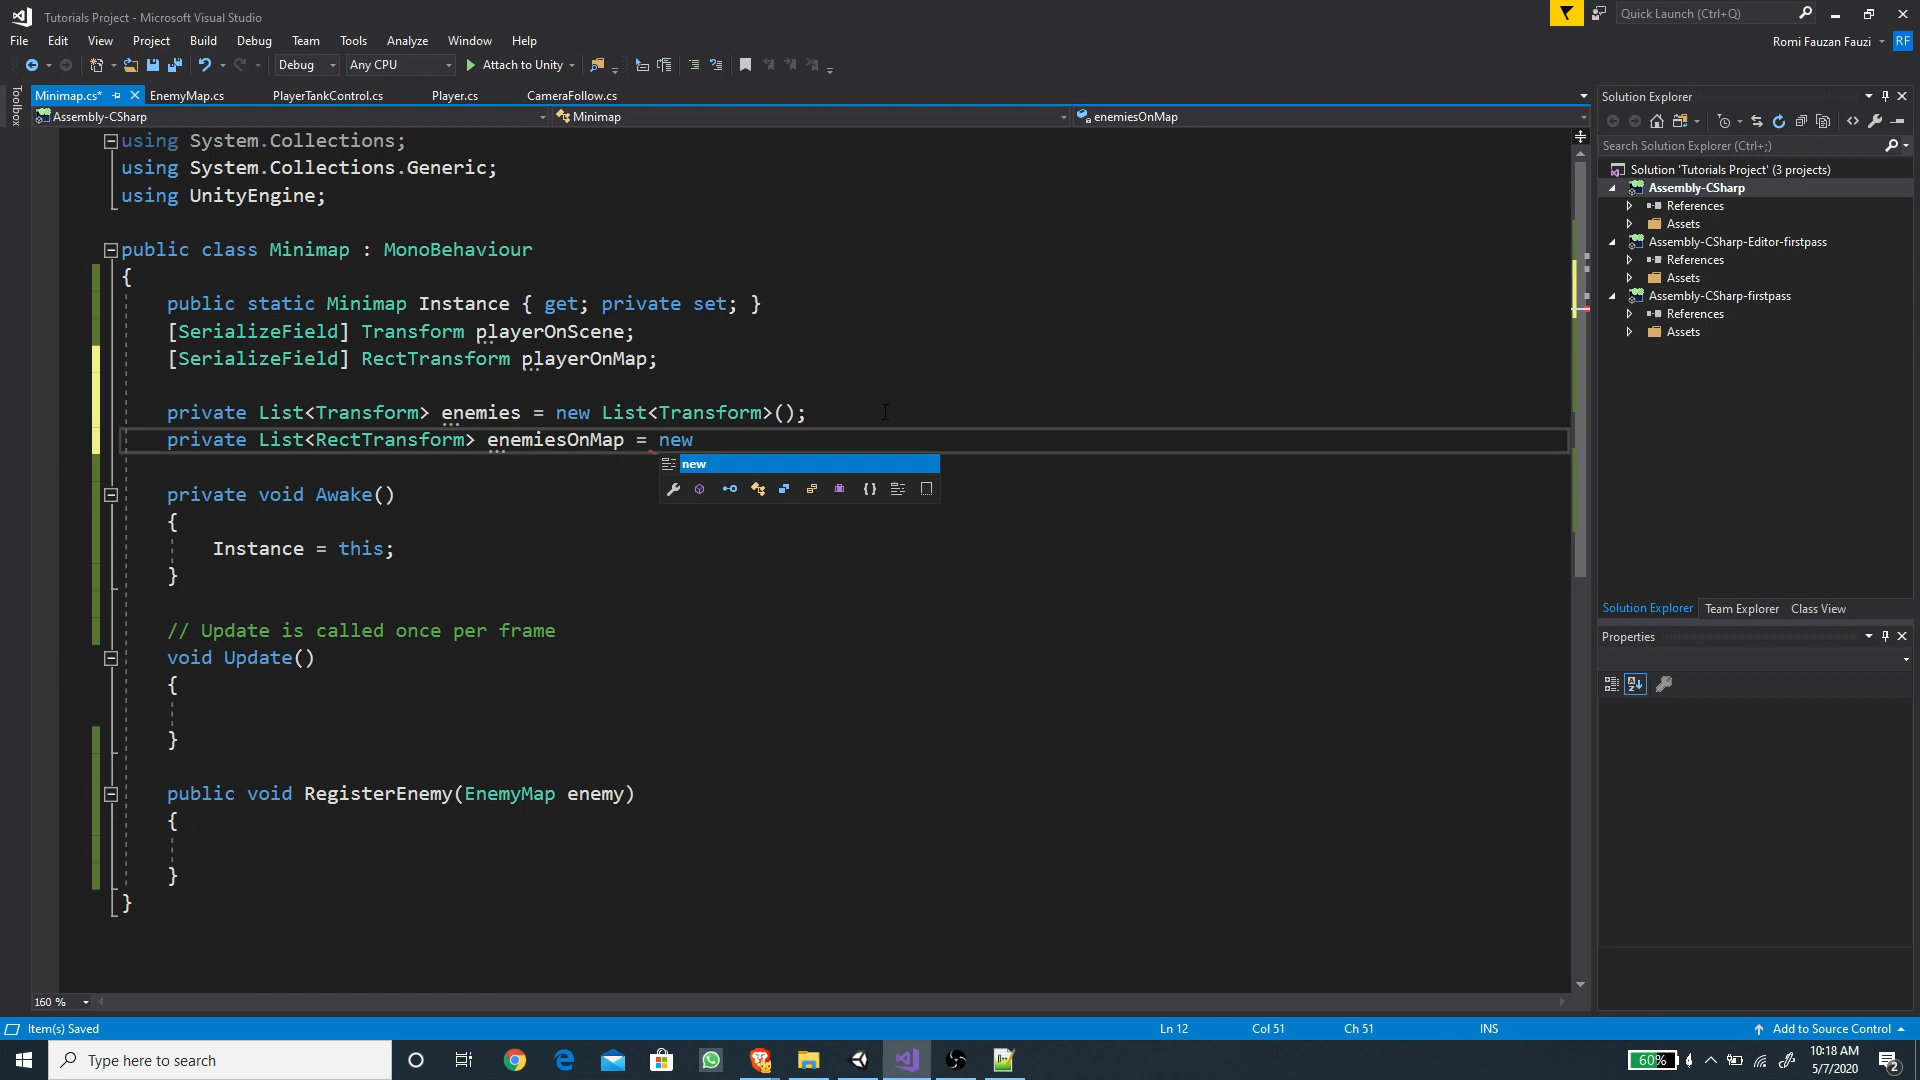 Tutorials Project - Microsoft Visual Studio
Quick Launch (Ctrl+Q)
File Edit View Project Build Debug Team Tools Analyze Window Help
Romi Fauzan Fauzi RF
Debug Any CPU Attach to Unity
Toolbox
Minimap.cs* EnemyMap.cs PlayerTankControl.cs Player.cs CameraFollow.cs
Assembly-CSharp Minimap enemiesOnMap
using System.Collections;
using System.Collections.Generic;
using UnityEngine;
public class Minimap : MonoBehaviour
{
public static Minimap Instance { get; private set; }
[SerializeField] Transform playerOnScene;
[SerializeField] RectTransform playerOnMap;
private List<Transform> enemies = new List<Transform>();
private List<RectTransform> enemiesOnMap = new
new
private void Awake()
{
Instance = this;
}
// Update is called once per frame
void Update()
{
}
public void RegisterEnemy(EnemyMap enemy)
{
}
}
160 %
Solution Explorer
Search Solution Explorer (Ctrl+;)
Solution 'Tutorials Project' (3 projects)
Assembly-CSharp
References
Assets
Assembly-CSharp-Editor-firstpass
References
Assets
Assembly-CSharp-firstpass
References
Assets
Solution Explorer Team Explorer Class View
Properties
Item(s) Saved Ln 12 Col 51 Ch 51 INS Add to Source Control
Type here to search
60%
10:18 AM
5/7/2020
2